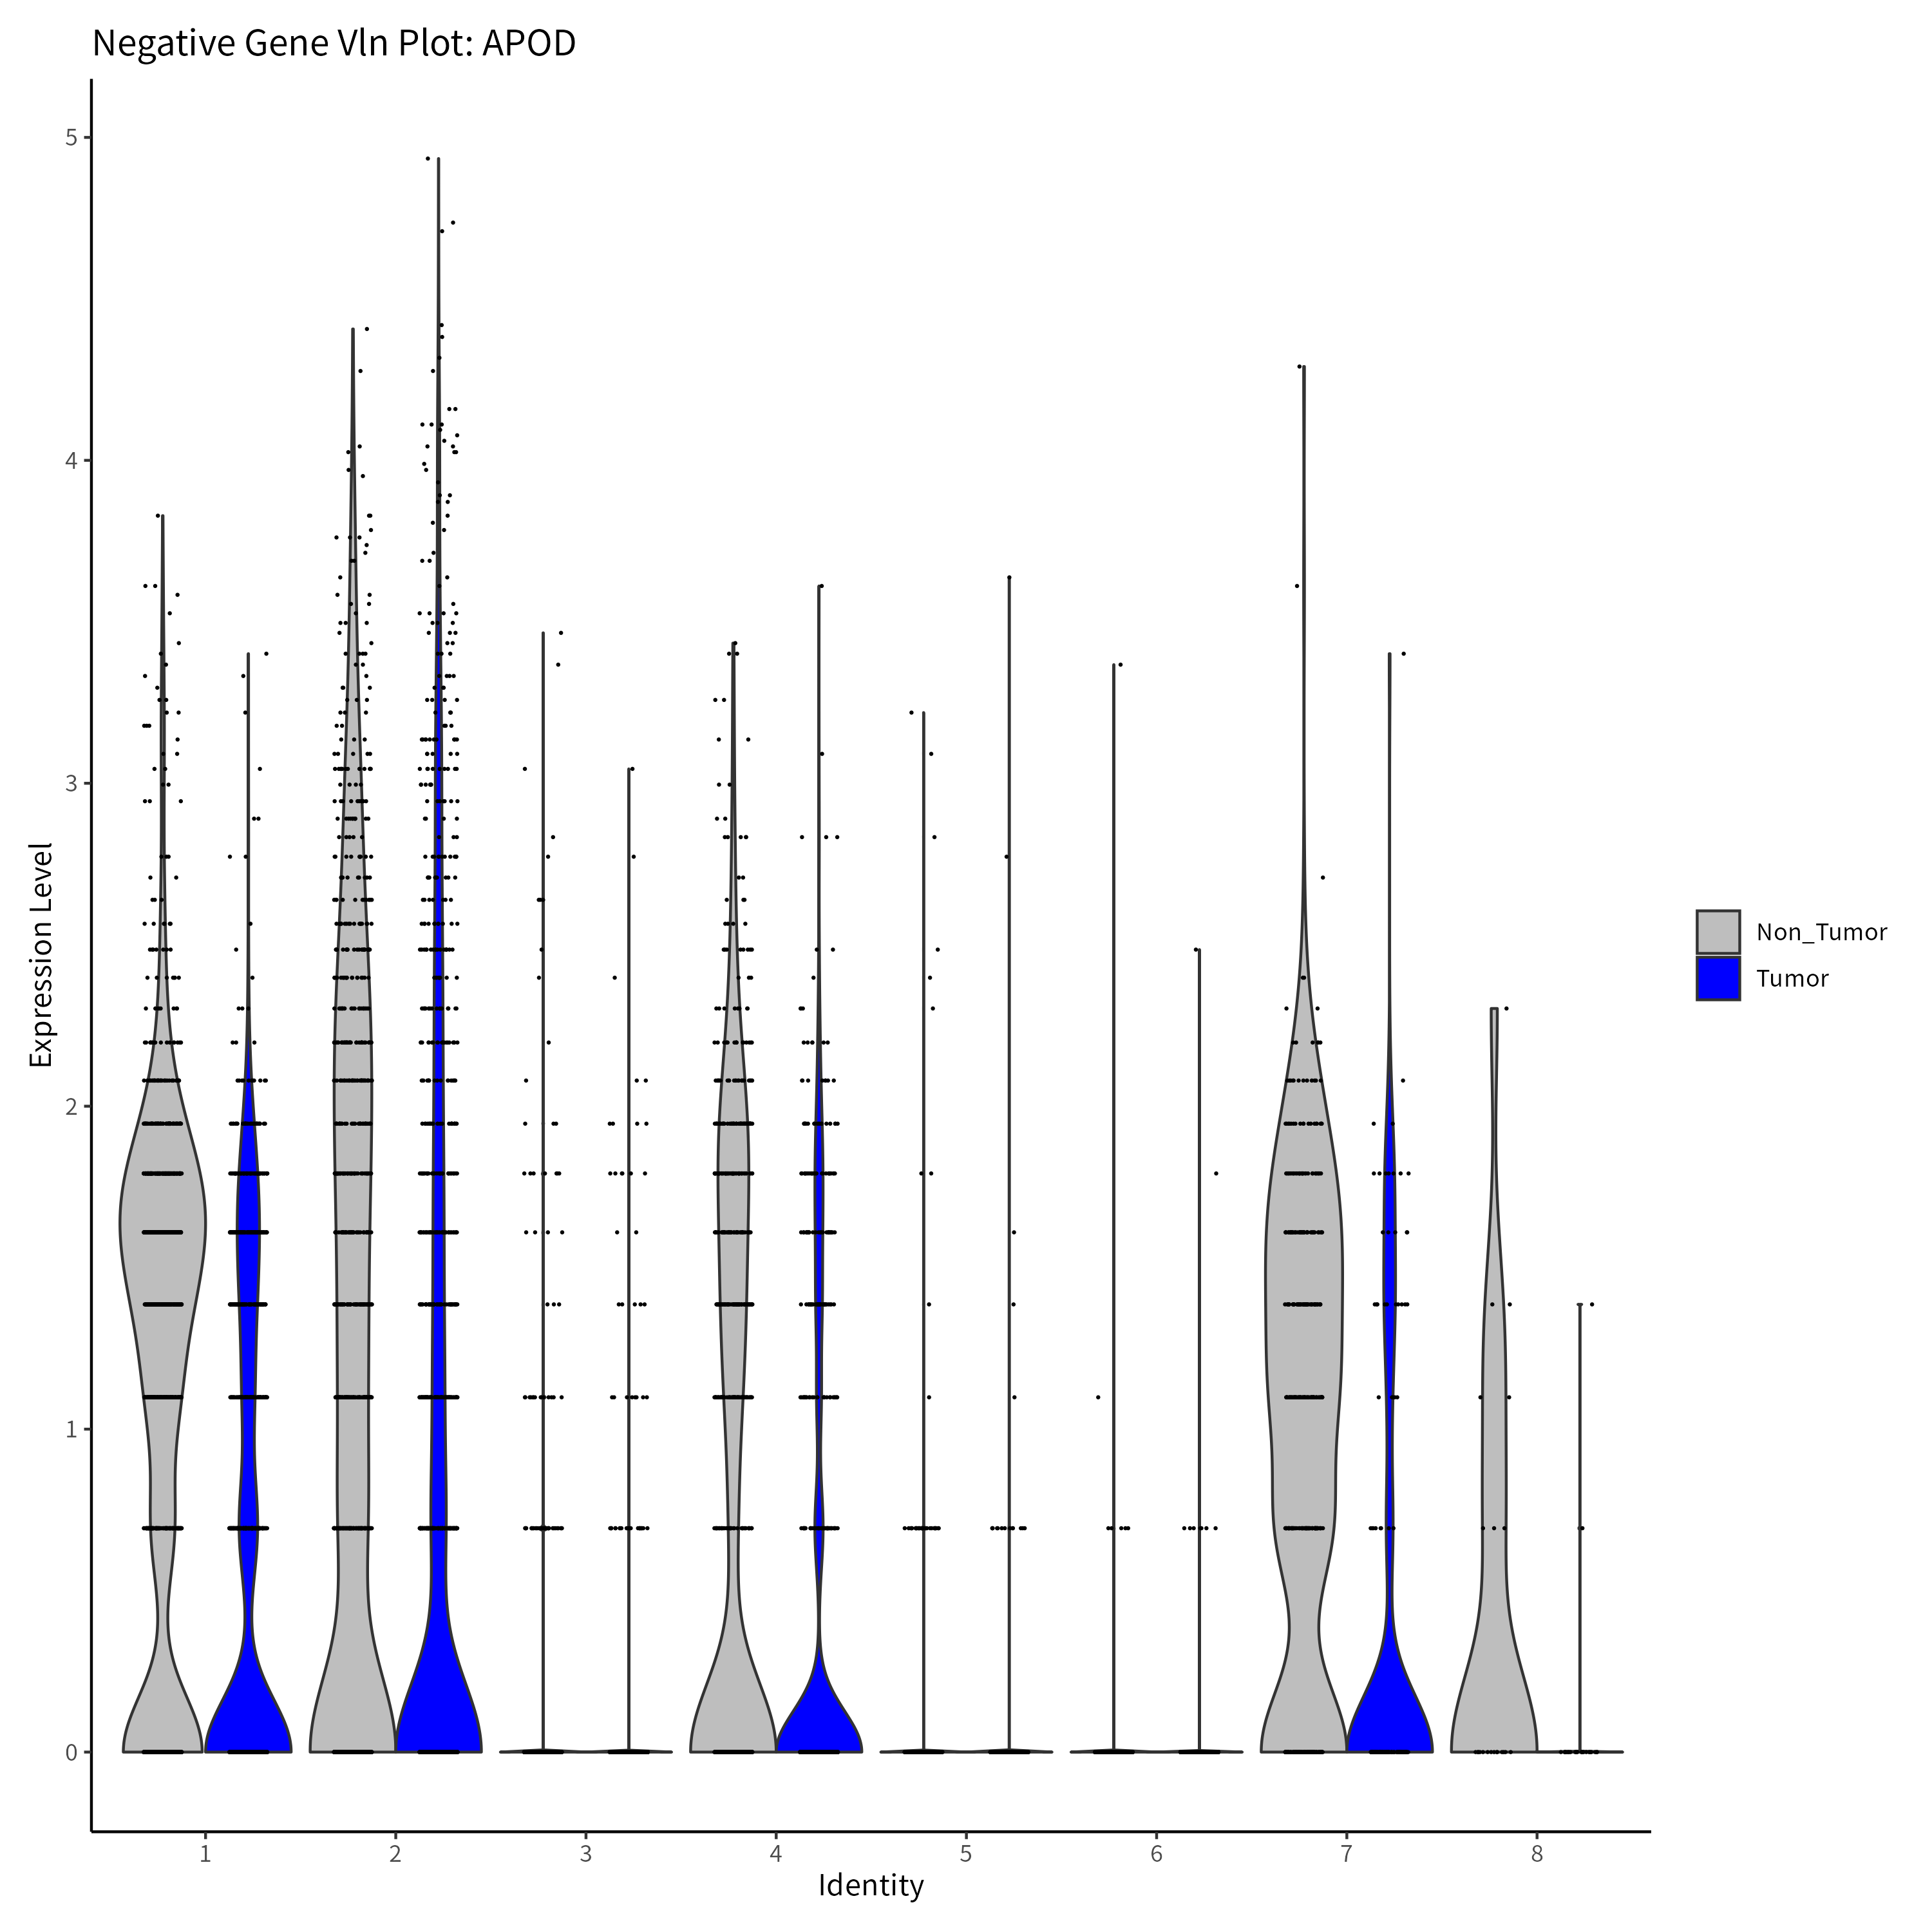 Negative Gene Vln Plot: APOD
5
4
3
2
1
0
Expression Level
1 2 3 4 5 6 7 8
Identity
Non_Tumor
Tumor